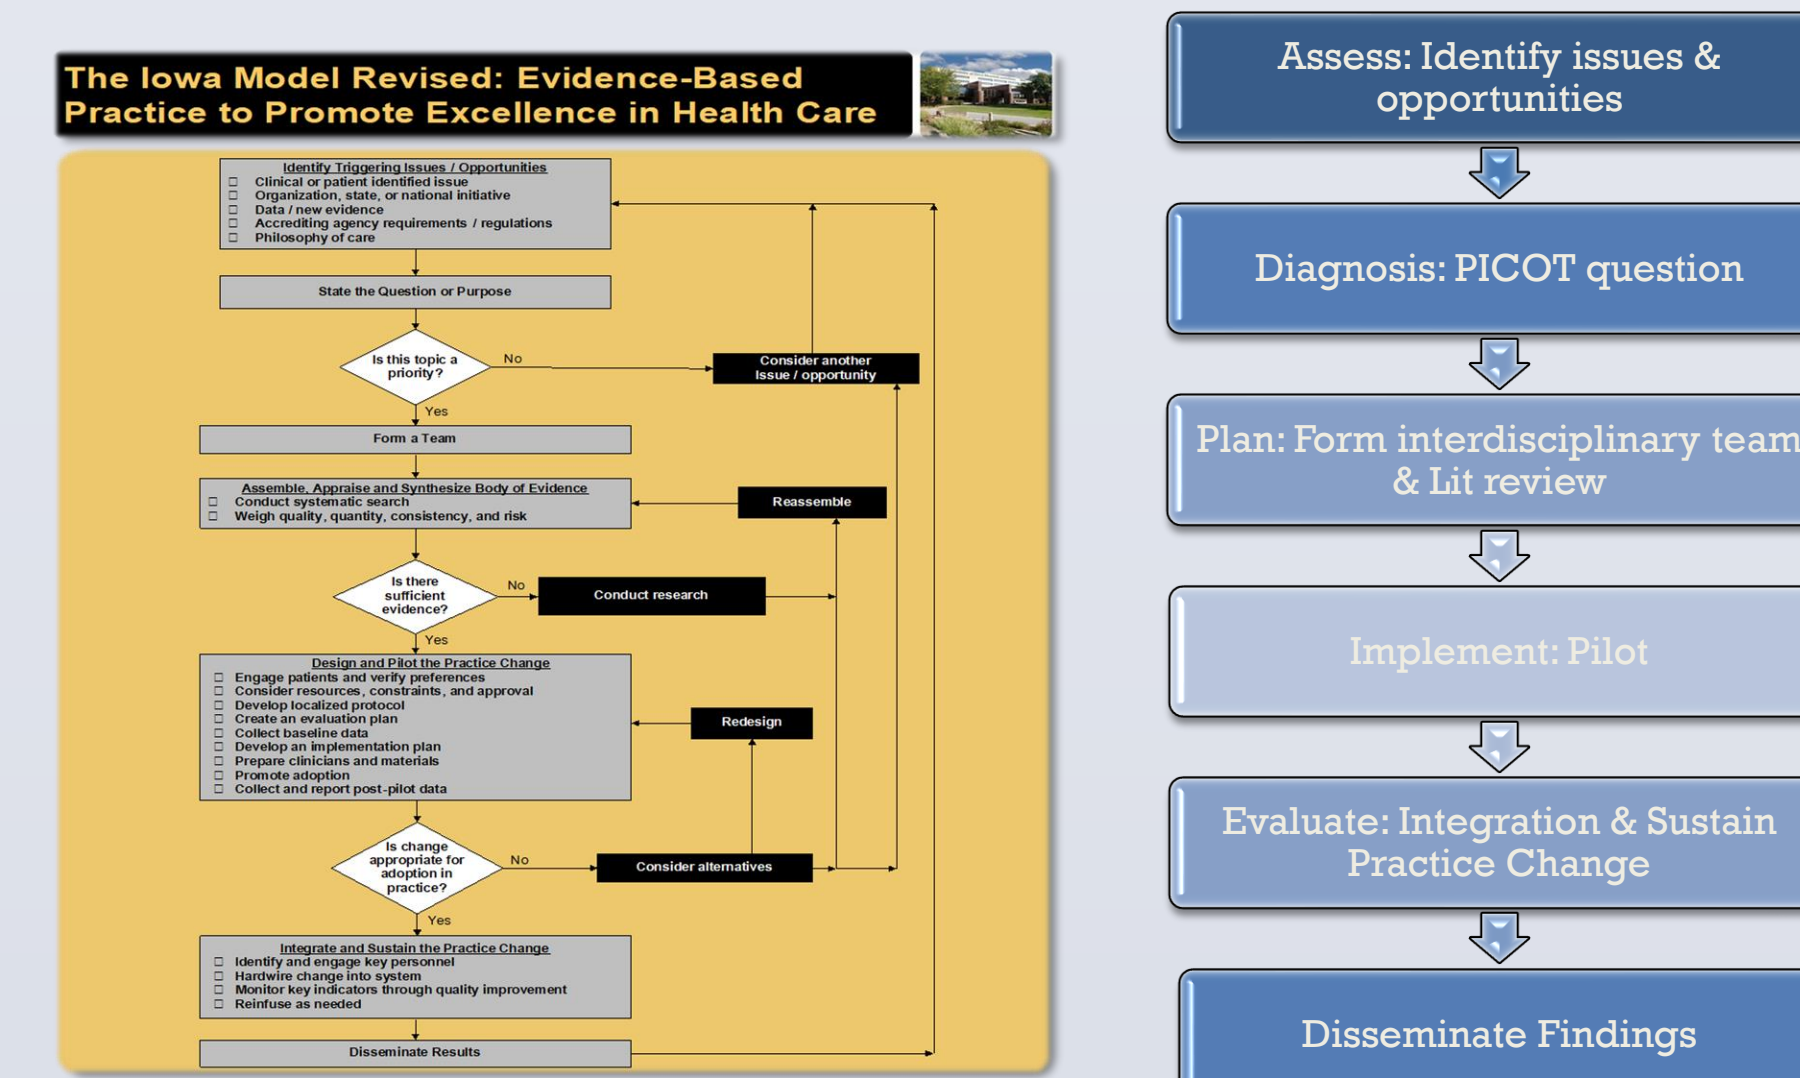 The Iowa Model Revised: Evidence-Based
Practice to Promote Excellence in Health Care
Identify Triggering Issues / Opportunities
□ Clinical or patient identified issue
□ Organization, state, or national initiative
□ Data / new evidence
□ Accrediting agency requirements / regulations
□ Philosophy of care
State the Question or Purpose
Is this topic a
priority?
No
Consider another
Issue / opportunity
Yes
Form a Team
Assemble, Appraise and Synthesize Body of Evidence
□ Conduct systematic search
□ Weigh quality, quantity, consistency, and risk
Reassemble
Is there
sufficient
evidence?
No
Conduct research
Yes
Design and Pilot the Practice Change
□ Engage patients and verify preferences
□ Consider resources, constraints, and approval
□ Develop localized protocol
□ Create an evaluation plan
□ Collect baseline data
□ Develop an implementation plan
□ Prepare clinicians and materials
□ Promote adoption
□ Collect and report post-pilot data
Redesign
Is change
appropriate for
adoption in
practice?
No
Consider alternatives
Yes
Integrate and Sustain the Practice Change
□ Identify and engage key personnel
□ Hardwire change into system
□ Monitor key indicators through quality improvement
□ Reinfuse as needed
Disseminate Results
Assess: Identify issues &
opportunities
Diagnosis: PICOT question
Plan: Form interdisciplinary team
& Lit review
Implement: Pilot
Evaluate: Integration & Sustain
Practice Change
Disseminate Findings